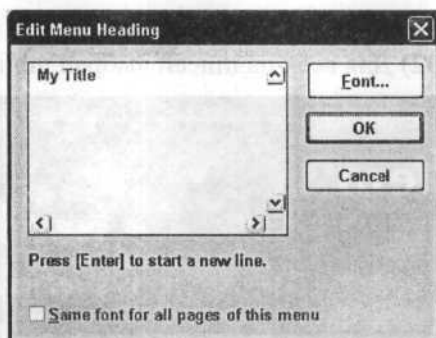 Edit Menu Heading
My Title
Font...
OK
Cancel
Press [Enter] to start a new line.
Same font for all pages of this menu